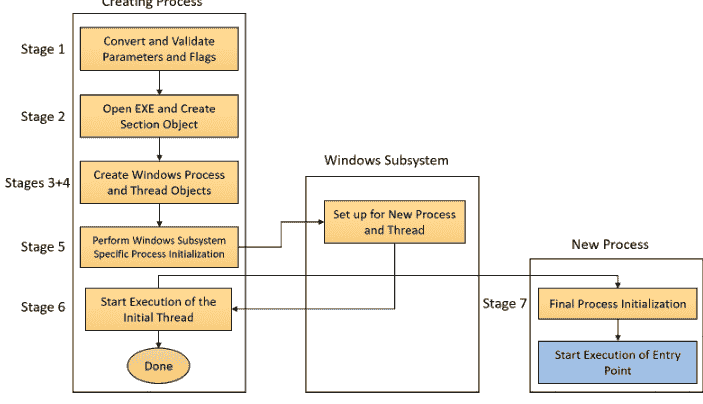 Creating Process
Stage 1
Convert and Validate
Parameters and Flags
Stage 2
Open EXE and Create
Section Object
Stages 3+4
Create Windows Process
and Thread Objects
Stage 5
Perform Windows Subsystem
Specific Process Initialization
Stage 6
Start Execution of the
Initial Thread
Done
Windows Subsystem
Set up for New Process
and Thread
New Process
Stage 7
Final Process Initialization
Start Execution of Entry
Point